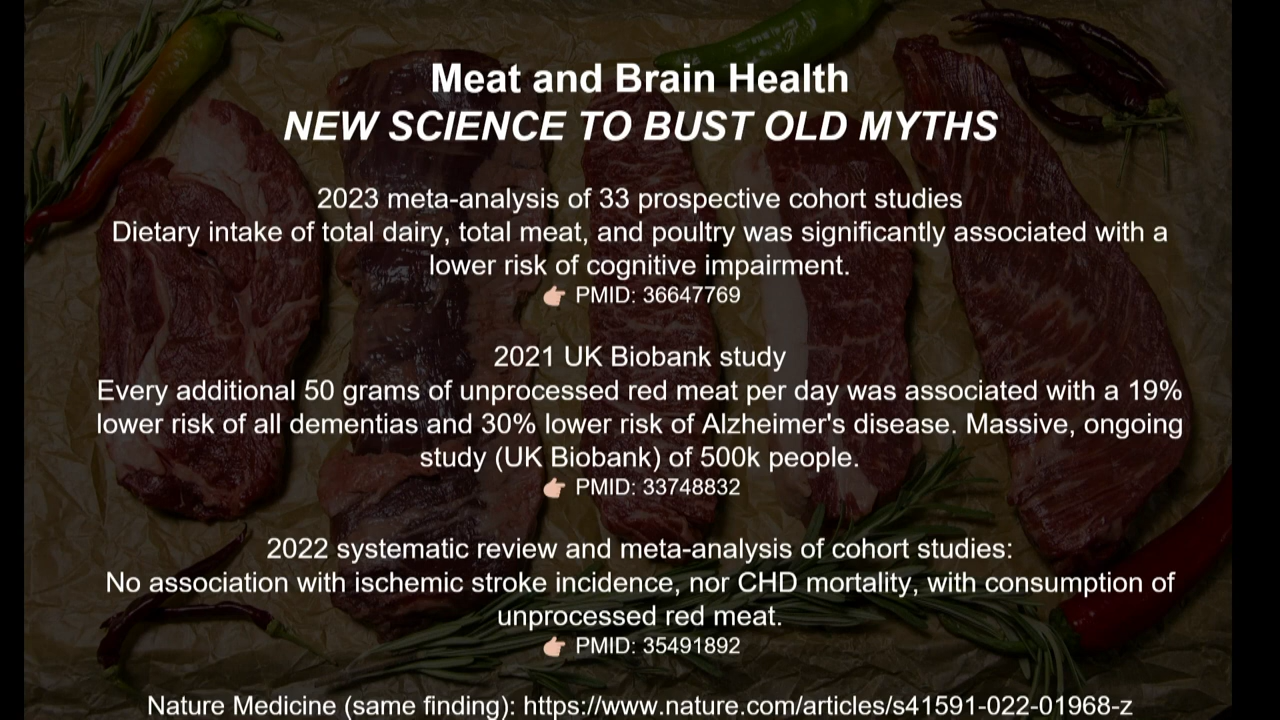 Meat and Brain Health
NEW SCIENCE TO BUST OLD MYTHS
2023 meta-analysis of 33 prospective cohort studies
Dietary intake of total dairy, total meat, and poultry was significantly associated with a
lower risk of cognitive impairment.
👉🏼 PMID: 36647769
2021 UK Biobank study
Every additional 50 grams of unprocessed red meat per day was associated with a 19%
lower risk of all dementias and 30% lower risk of Alzheimer's disease. Massive, ongoing
study (UK Biobank) of 500k people.
👉🏼 PMID: 33748832
2022 systematic review and meta-analysis of cohort studies:
No association with ischemic stroke incidence, nor CHD mortality, with consumption of
unprocessed red meat.
👉🏼 PMID: 35491892
Nature Medicine (same finding): https://www.nature.com/articles/s41591-022-01968-z